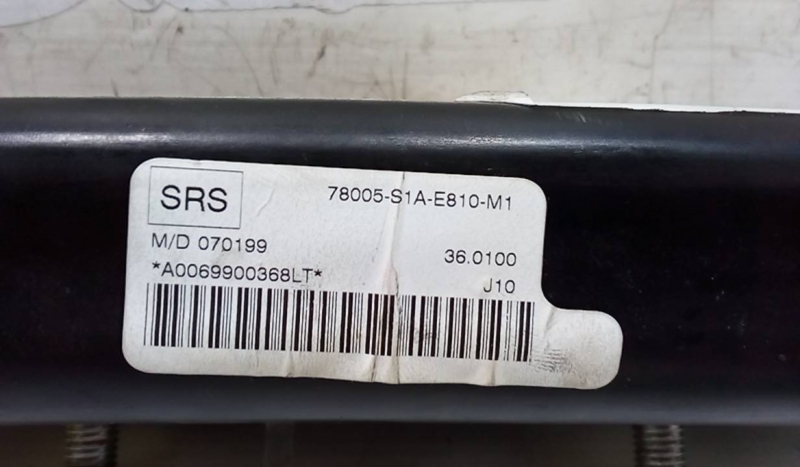 SRS
78005-S1A-E810-M1
M/D 070199
36.0100
*A0069900368LT*
J10